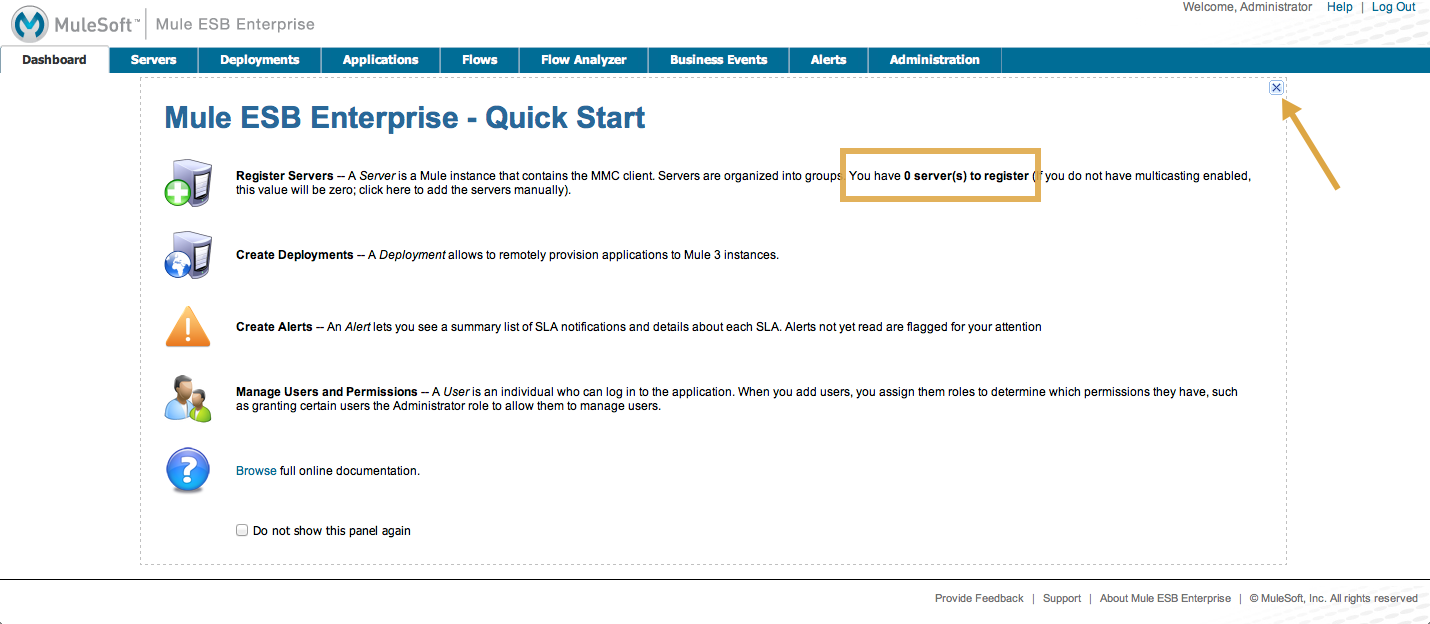 MuleSoft™ | Mule ESB Enterprise
Welcome, Administrator Help | Log Out
Dashboard Servers Deployments Applications Flows Flow Analyzer Business Events Alerts Administration
Mule ESB Enterprise - Quick Start
Register Servers -- A Server is a Mule instance that contains the MMC client. Servers are organized into groups. You have 0 server(s) to register (if you do not have multicasting enabled,
this value will be zero; click here to add the servers manually).
Create Deployments -- A Deployment allows to remotely provision applications to Mule 3 instances.
Create Alerts -- An Alert lets you see a summary list of SLA notifications and details about each SLA. Alerts not yet read are flagged for your attention
Manage Users and Permissions -- A User is an individual who can log in to the application. When you add users, you assign them roles to determine which permissions they have, such
as granting certain users the Administrator role to allow them to manage users.
Browse full online documentation.
Do not show this panel again
Provide Feedback | Support | About Mule ESB Enterprise | © MuleSoft, Inc. All rights reserved